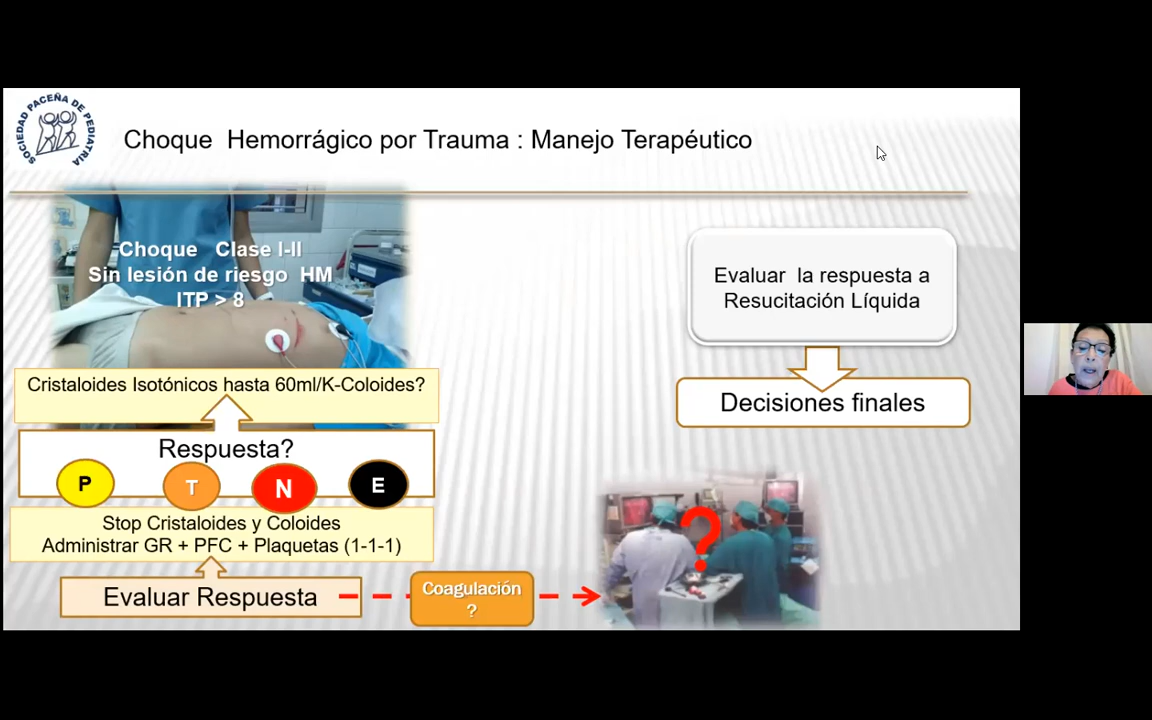 SOCIEDAD PACEÑA DE PEDIATRIA
Choque Hemorrágico por Trauma : Manejo Terapéutico
Choque Clase I-II
Sin lesión de riesgo HM
ITP > 8
Cristaloides Isotónicos hasta 60ml/K-Coloides?
Respuesta?
P
T
N
E
Stop Cristaloides y Coloides
Administrar GR + PFC + Plaquetas (1-1-1)
Evaluar Respuesta
Coagulación
?
?
Evaluar la respuesta a
Resucitación Líquida
Decisiones finales